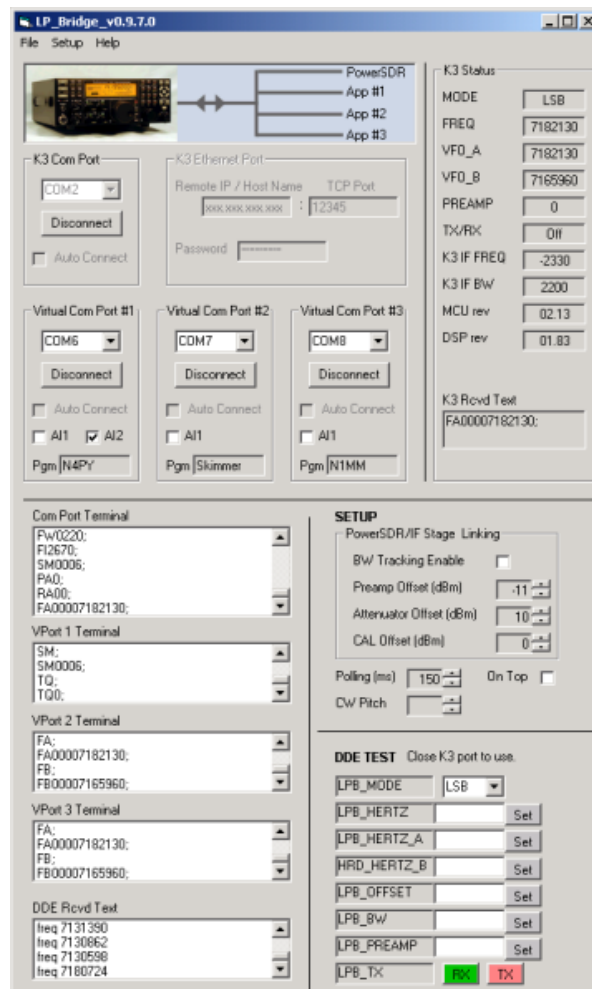 LP_Bridge_v0.9.7.0
File Setup Help
PowerSDR
App #1
App #2
App #3
K3 Com Port
COM2
Disconnect
Auto Connect
K3 Ethernet Port
Remote IP / Host Name TCP Port
xxx.xxx.xxx.xxx : 12345
Password
Virtual Com Port #1
COM6
Disconnect
Auto Connect
AI1 AI2
Pgm N4PY
Virtual Com Port #2
COM7
Disconnect
Auto Connect
AI1
Pgm Skimmer
Virtual Com Port #3
COM8
Disconnect
Auto Connect
AI1
Pgm N1MM
K3 Status
MODE LSB
FREQ 7182130
VFO_A 7182130
VFO_B 7165960
PREAMP 0
TX/RX Off
K3 IF FREQ -2330
K3 IF BW 2200
MCU rev 02.13
DSP rev 01.83
K3 Rcvd Text
FA00007182130;
Com Port Terminal
FW0220;
FI2670;
SM0006;
PA0;
RA00;
FA00007182130;
VPort 1 Terminal
SM;
SM0006;
TQ;
TQ0;
VPort 2 Terminal
FA;
FA00007182130;
FB;
FB00007165960;
VPort 3 Terminal
FA;
FA00007182130;
FB;
FB00007165960;
DDE Rcvd Text
freq 7131390
freq 7130862
freq 7130598
freq 7180724
SETUP
PowerSDR/IF Stage Linking
BW Tracking Enable
Preamp Offset (dBm) -11
Attenuator Offset (dBm) 10
CAL Offset (dBm) 0
Polling (ms) 150 On Top
CW Pitch
DDE TEST Close K3 port to use.
LPB_MODE LSB
LPB_HERTZ Set
LPB_HERTZ_A Set
HRD_HERTZ_B Set
LPB_OFFSET Set
LPB_BW Set
LPB_PREAMP Set
LPB_TX RX TX